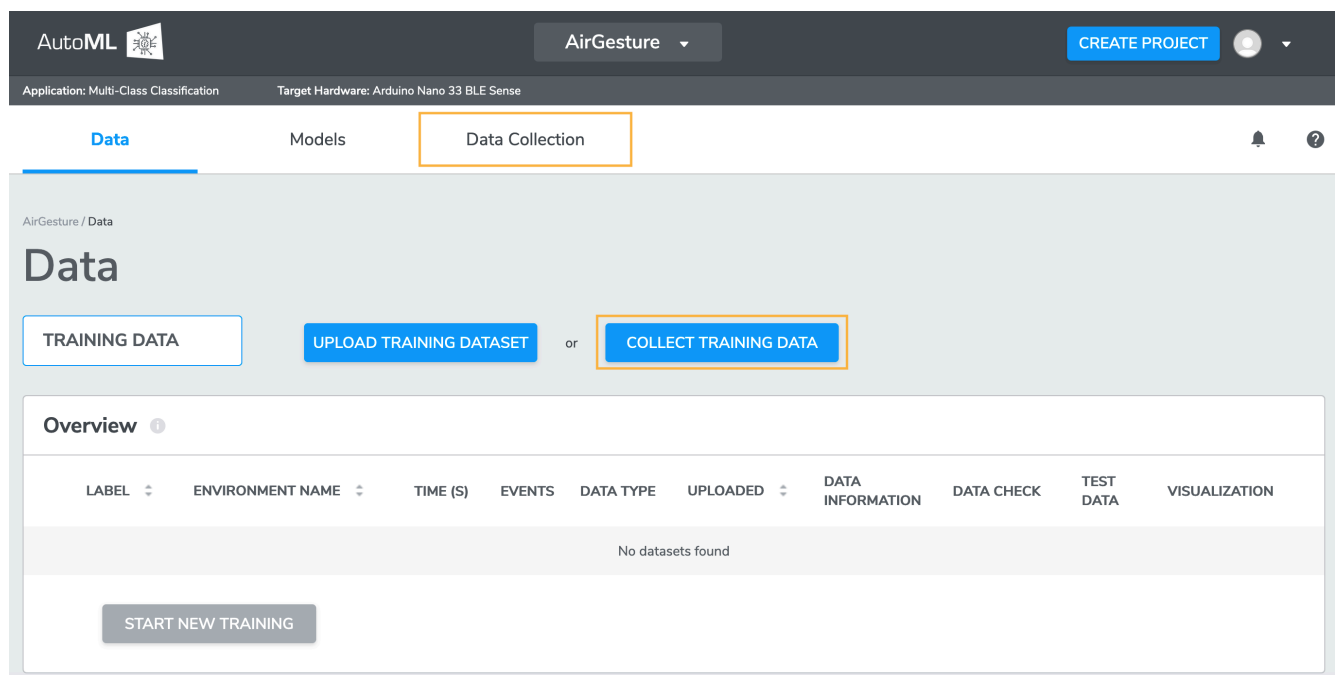 AutoML
AirGesture
CREATE PROJECT
Application: Multi-Class Classification
Target Hardware: Arduino Nano 33 BLE Sense
Data
Models
Data Collection
AirGesture / Data
Data
TRAINING DATA
UPLOAD TRAINING DATASET
or
COLLECT TRAINING DATA
Overview
LABEL
ENVIRONMENT NAME
TIME (S)
EVENTS
DATA TYPE
UPLOADED
DATA
INFORMATION
DATA CHECK
TEST
DATA
VISUALIZATION
No datasets found
START NEW TRAINING